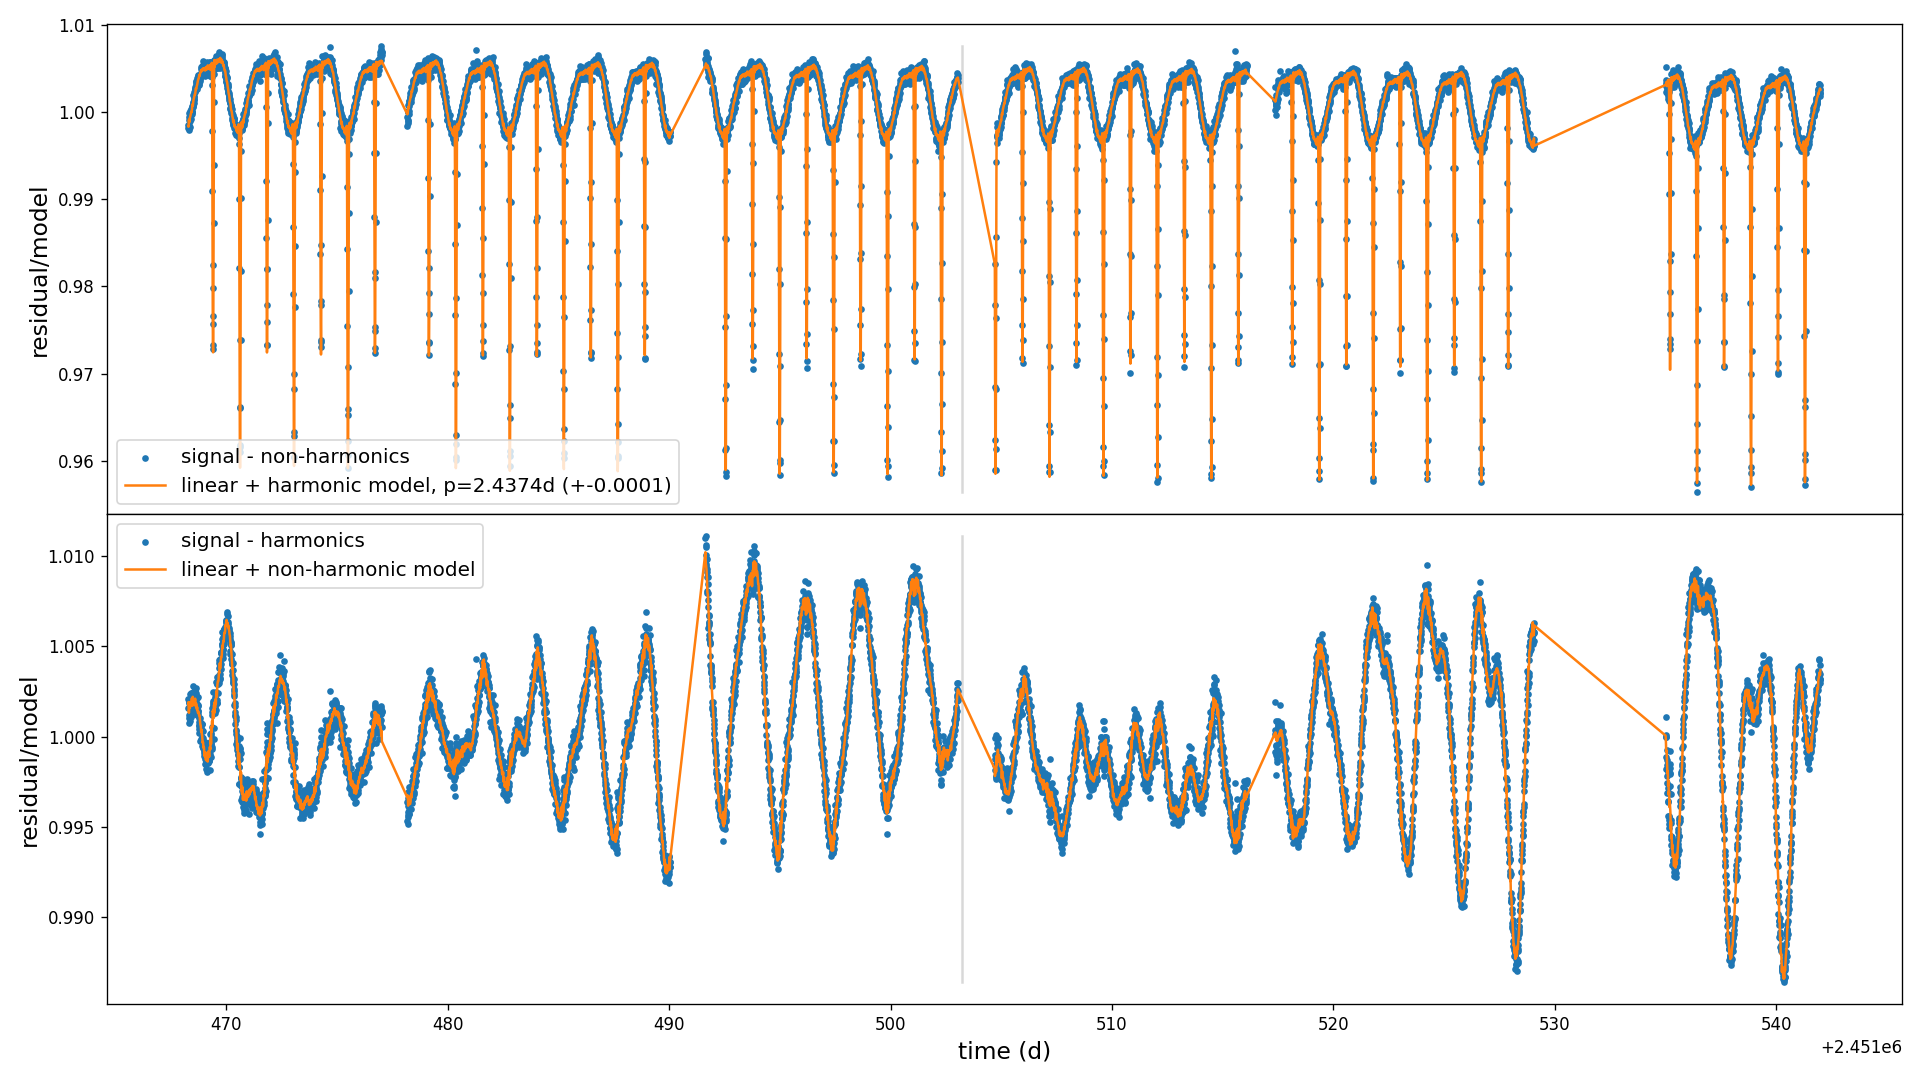 1.01
1.00
0.99
0.98
0.97
0.96
residual/model
signal - non-harmonics
linear + harmonic model, p=2.4374d (+-0.0001)
signal - harmonics
linear + non-harmonic model
1.010
1.005
1.000
0.995
0.990
residual/model
470 480 490 500 510 520 530 540
time (d)
+2.451e6